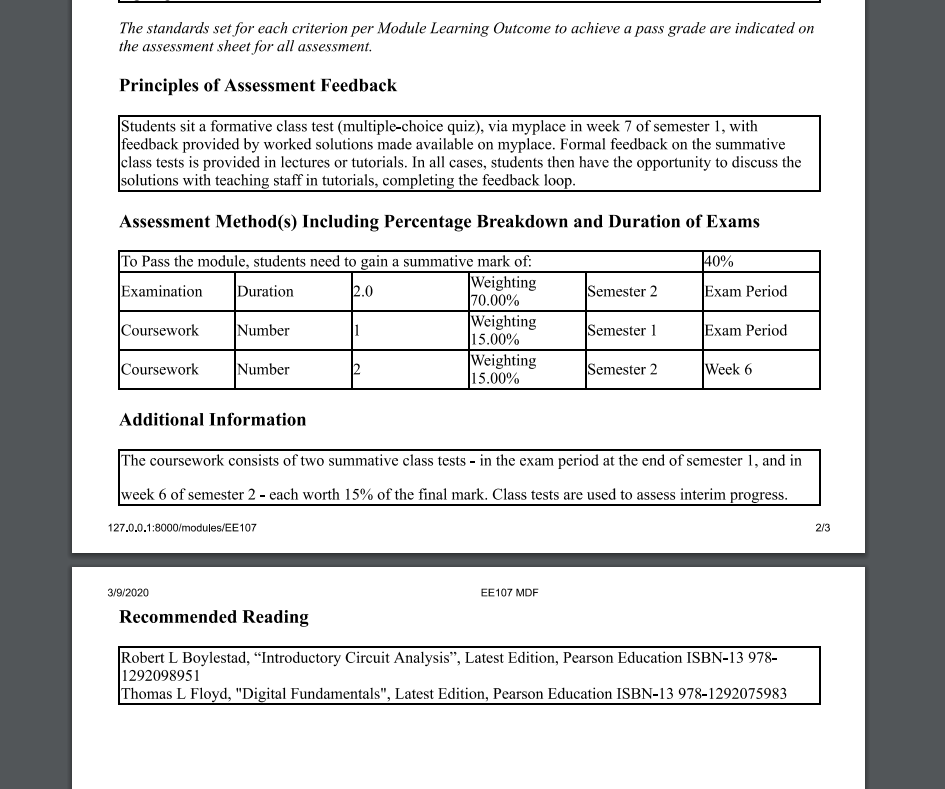 The standards set for each criterion per Module Learning Outcome to achieve a pass grade are indicated on
the assessment sheet for all assessment.
Principles of Assessment Feedback
Students sit a formative class test (multiple-choice quiz), via myplace in week 7 of semester 1, with
feedback provided by worked solutions made available on myplace. Formal feedback on the summative
class tests is provided in lectures or tutorials. In all cases, students then have the opportunity to discuss the
solutions with teaching staff in tutorials, completing the feedback loop.
Assessment Method(s) Including Percentage Breakdown and Duration of Exams
To Pass the module, students need to gain a summative mark of: 40%
Examination Duration 2.0 Weighting 70.00% Semester 2 Exam Period
Coursework Number 1 Weighting 15.00% Semester 1 Exam Period
Coursework Number 2 Weighting 15.00% Semester 2 Week 6
Additional Information
The coursework consists of two summative class tests - in the exam period at the end of semester 1, and in
week 6 of semester 2 - each worth 15% of the final mark. Class tests are used to assess interim progress.
127.0.0.1:8000/modules/EE107 2/3
3/9/2020 EE107 MDF
Recommended Reading
Robert L Boylestad, “Introductory Circuit Analysis”, Latest Edition, Pearson Education ISBN-13 978-
1292098951
Thomas L Floyd, "Digital Fundamentals", Latest Edition, Pearson Education ISBN-13 978-1292075983